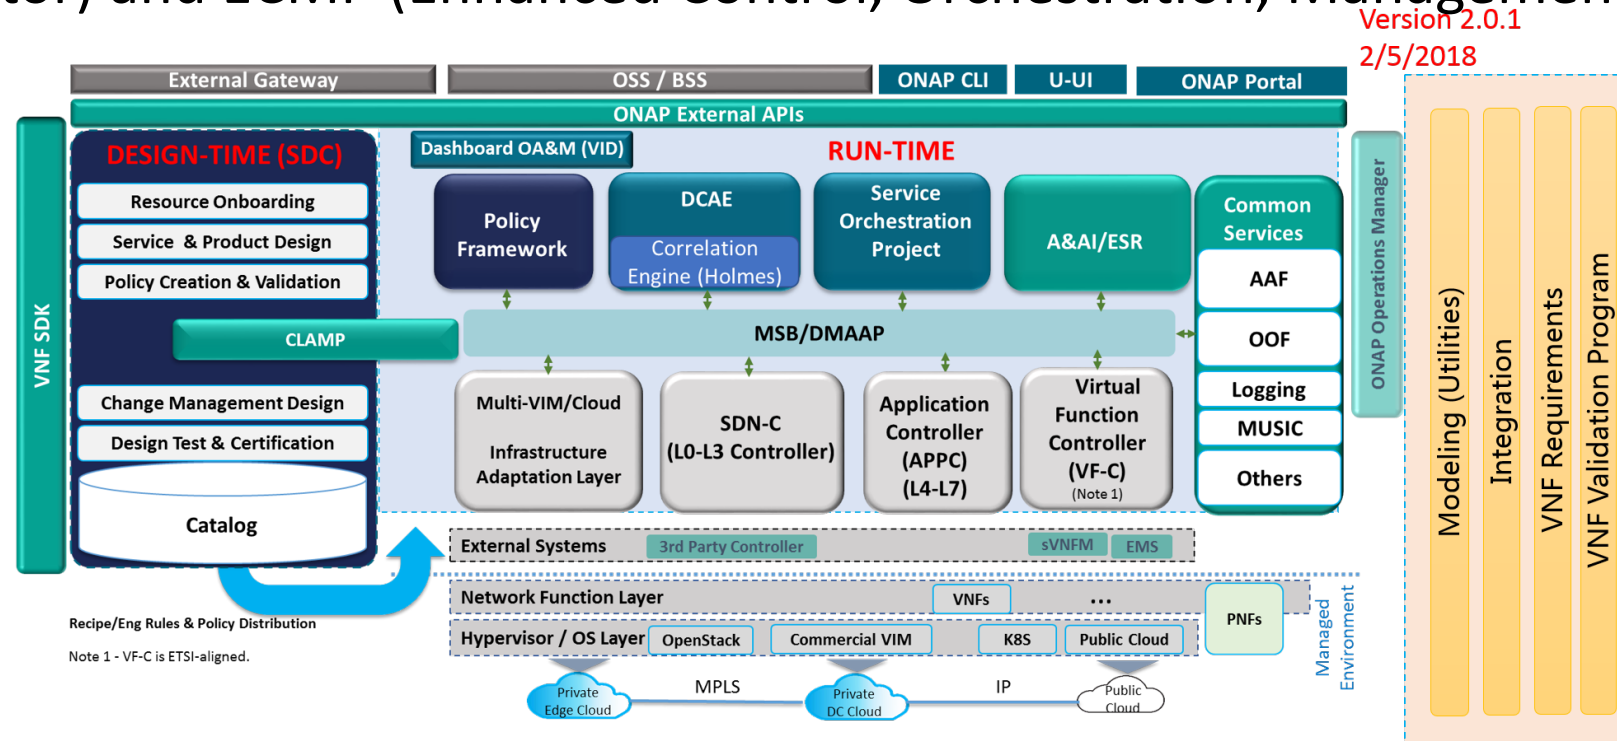 tor) and ECOMP (Enhanced Control, Orchestration, Management
Version 2.0.1
2/5/2018
External Gateway
OSS / BSS
ONAP CLI
U-UI
ONAP Portal
ONAP External APIs
VNF SDK
DESIGN-TIME (SDC)
Resource Onboarding
Service & Product Design
Policy Creation & Validation
CLAMP
Change Management Design
Design Test & Certification
Catalog
Dashboard OA&M (VID)
RUN-TIME
Policy
Framework
DCAE
Correlation
Engine (Holmes)
Service
Orchestration
Project
A&AI/ESR
Common
Services
AAF
OOF
Logging
MUSIC
Others
MSB/DMAAP
Multi-VIM/Cloud
Infrastructure
Adaptation Layer
SDN-C
(L0-L3 Controller)
Application
Controller
(APPC)
(L4-L7)
Virtual
Function
Controller
(VF-C)
(Note 1)
ONAP Operations Manager
Modeling (Utilities)
Integration
VNF Requirements
VNF Validation Program
External Systems
3rd Party Controller
sVNFM
EMS
Network Function Layer
VNFs
...
PNFs
Hypervisor / OS Layer
OpenStack
Commercial VIM
K8S
Public Cloud
Managed
Environment
Recipe/Eng Rules & Policy Distribution
Note 1 - VF-C is ETSI-aligned.
Private
Edge Cloud
MPLS
Private
DC Cloud
IP
Public
Cloud